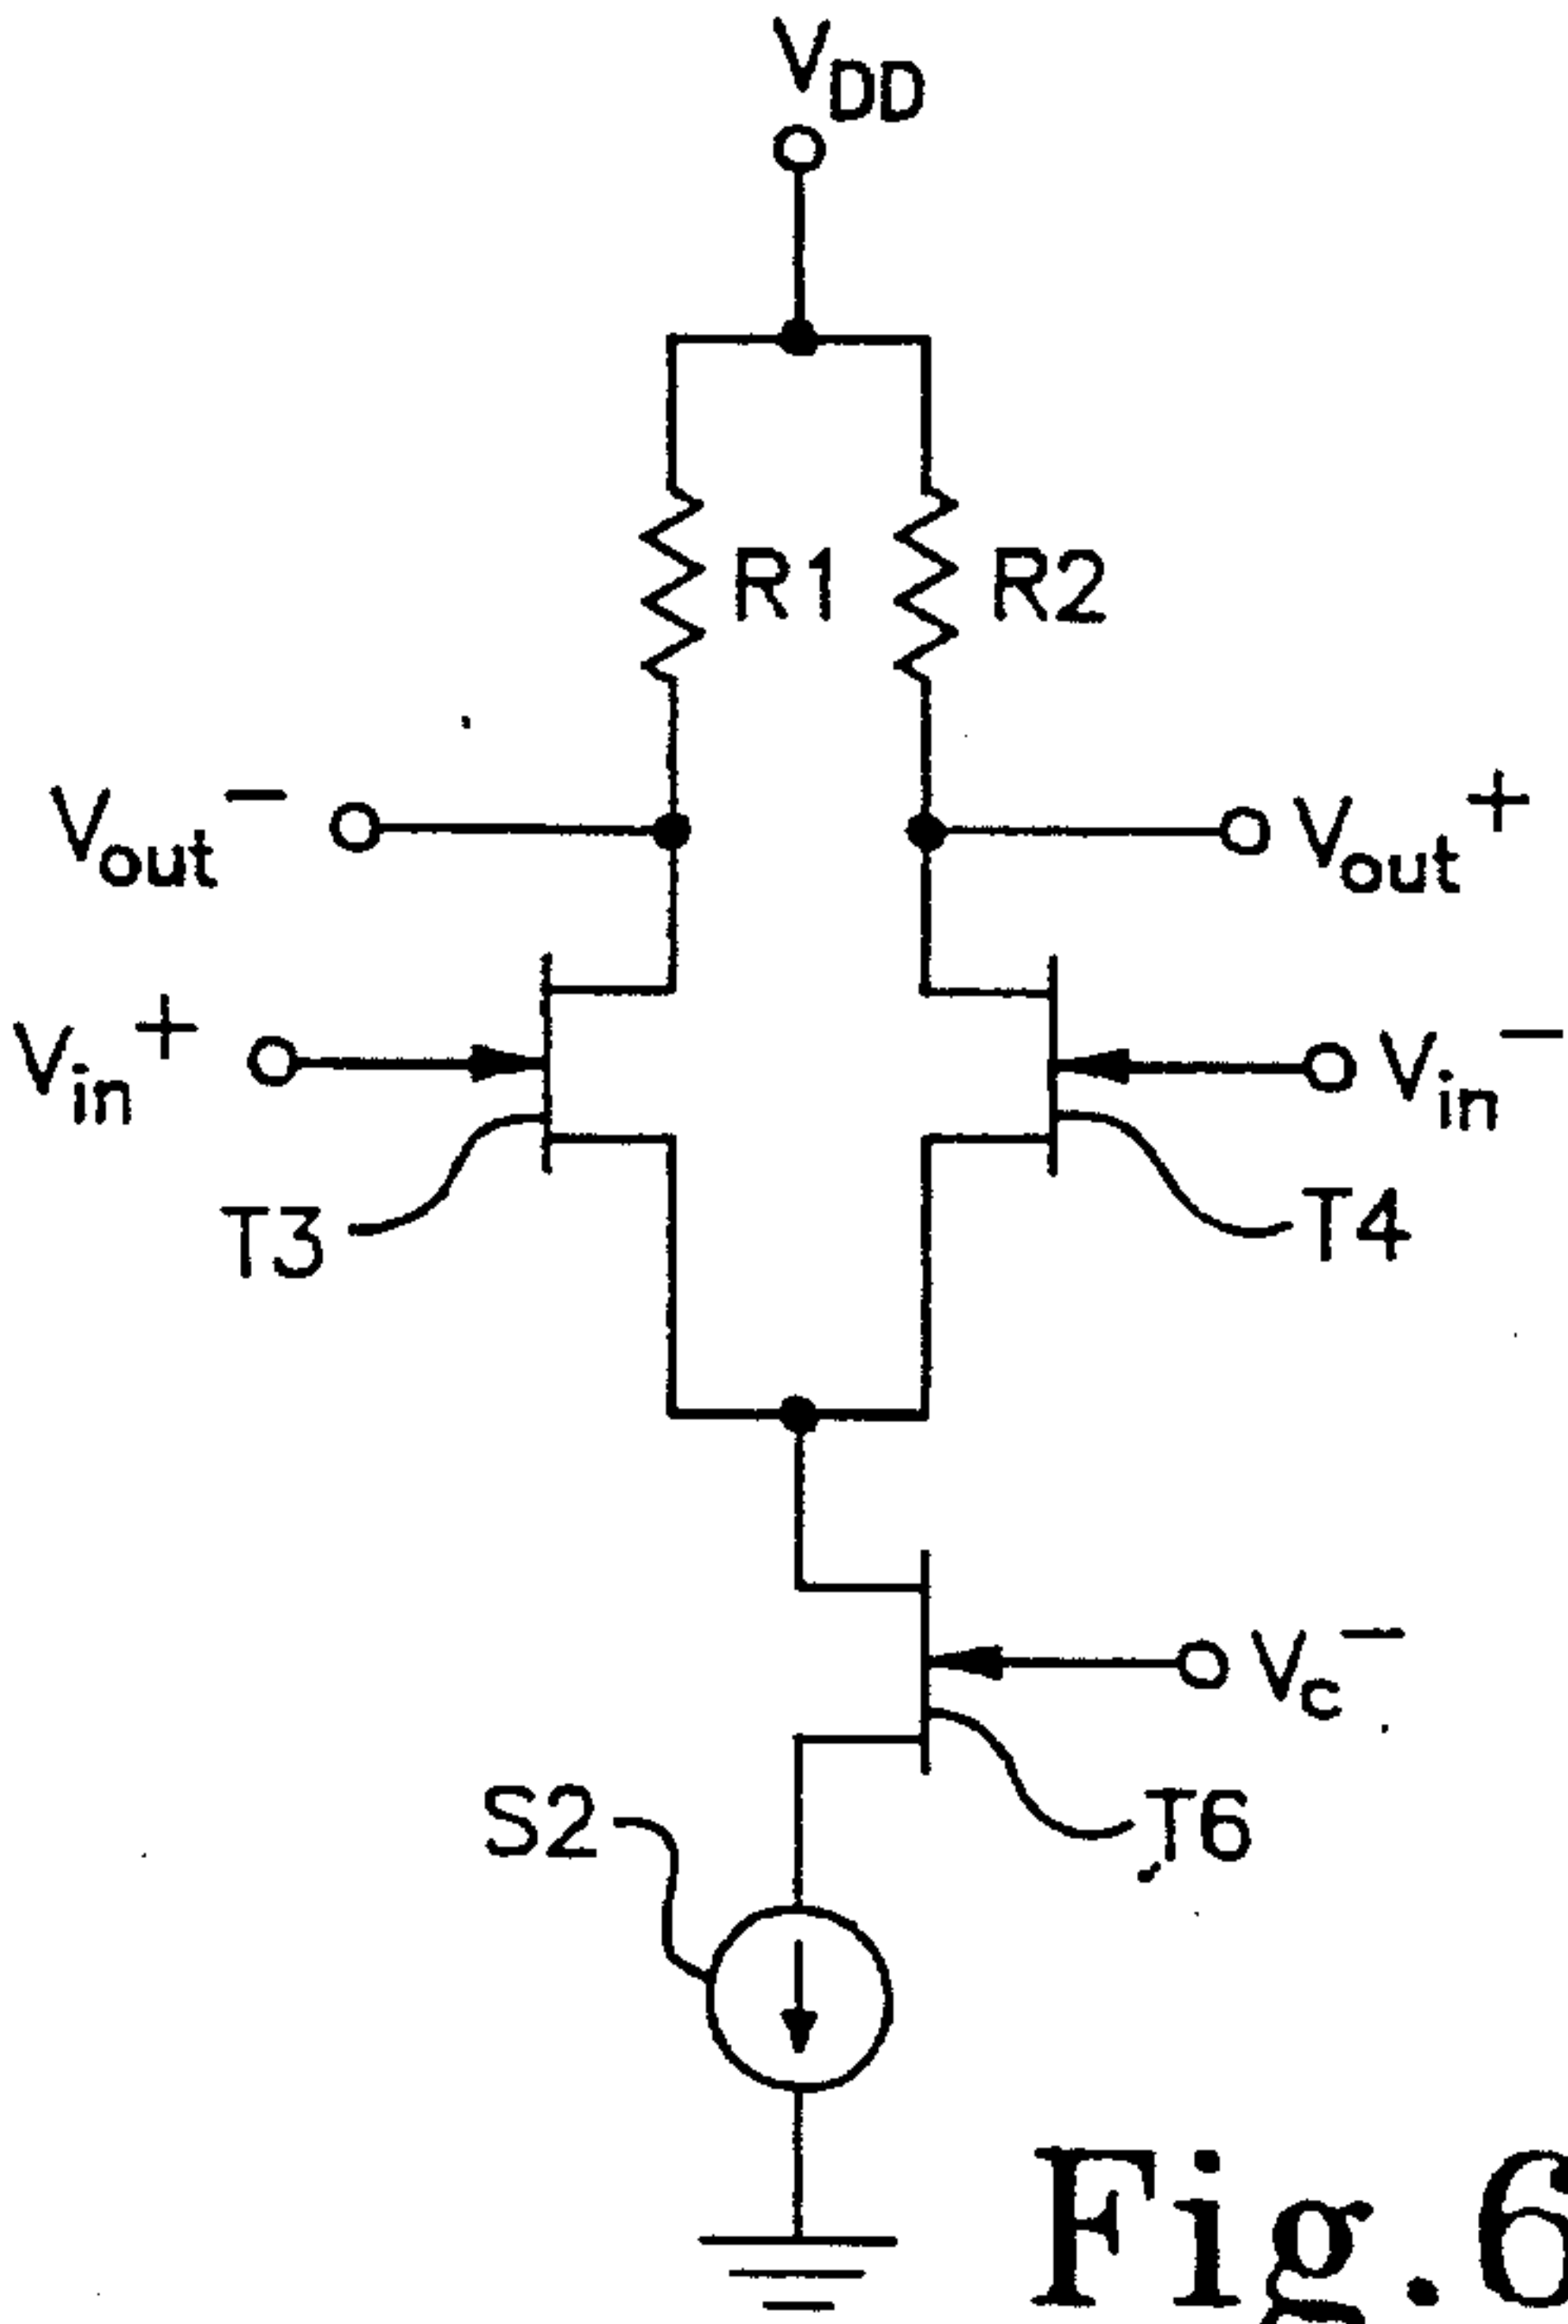 VDD
R1
R2
Vout−
Vout+
Vin+
Vin−
T3
T4
Vc−
S2
T6
Fig.6